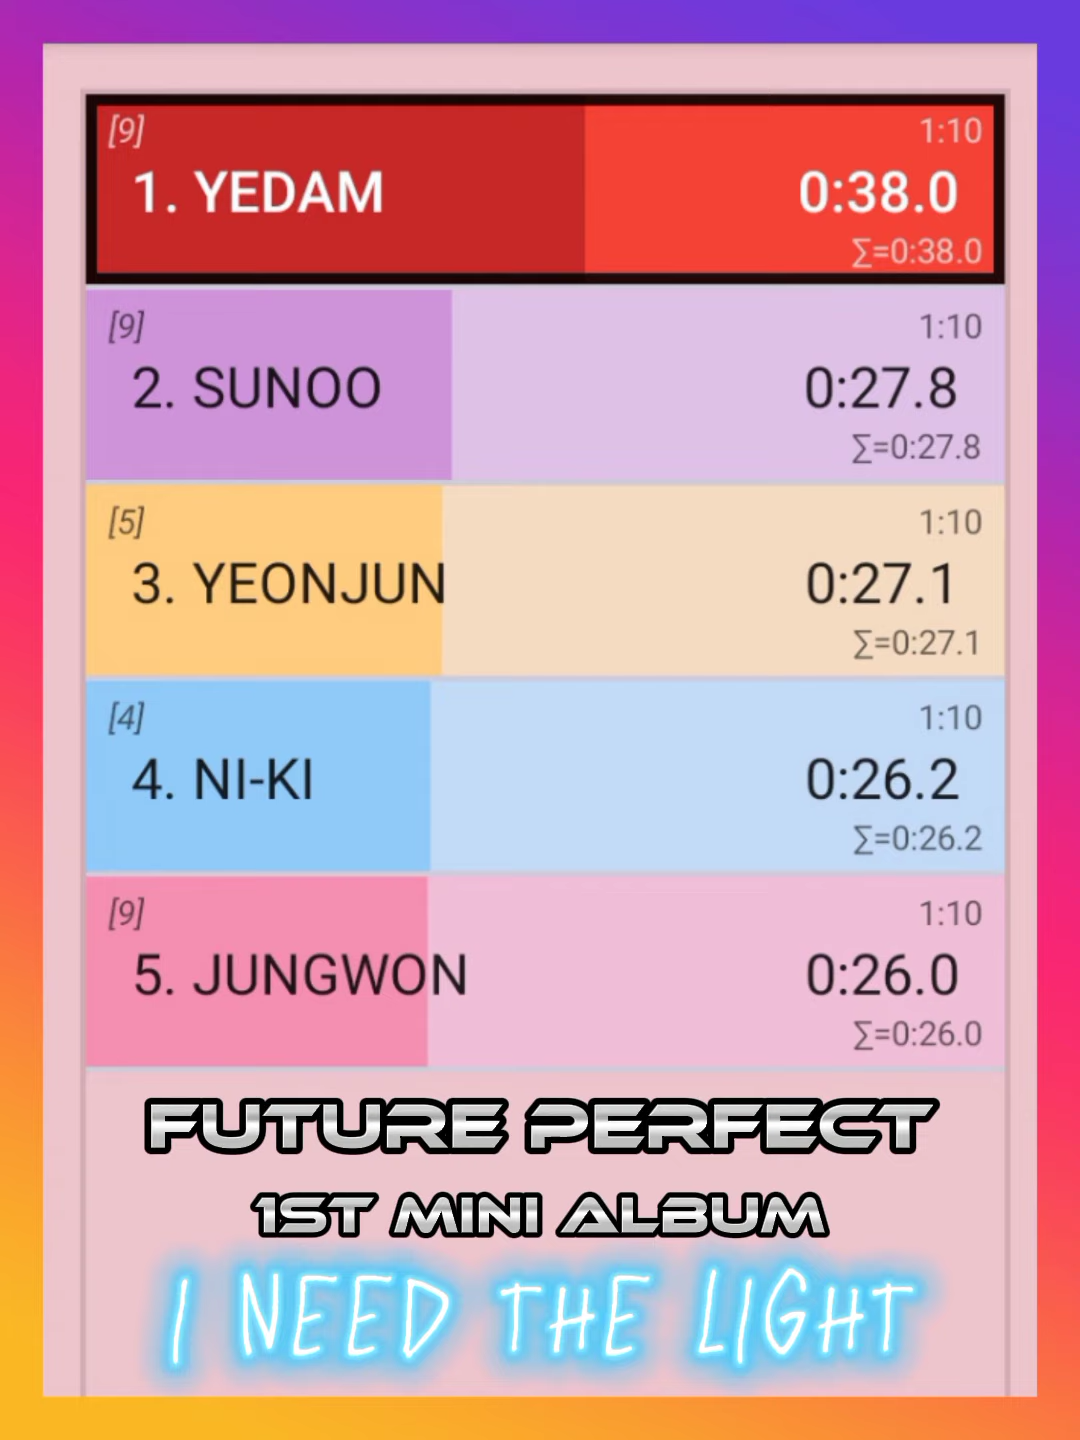 [9] 1:10
1. YEDAM 0:38.0
∑=0:38.0
[9] 1:10
2. SUNOO 0:27.8
∑=0:27.8
[5] 1:10
3. YEONJUN 0:27.1
∑=0:27.1
[4] 1:10
4. NI-KI 0:26.2
∑=0:26.2
[9] 1:10
5. JUNGWON 0:26.0
∑=0:26.0
FUTURE PERFECT
1ST MINI ALBUM
I NEED THE LIGHT